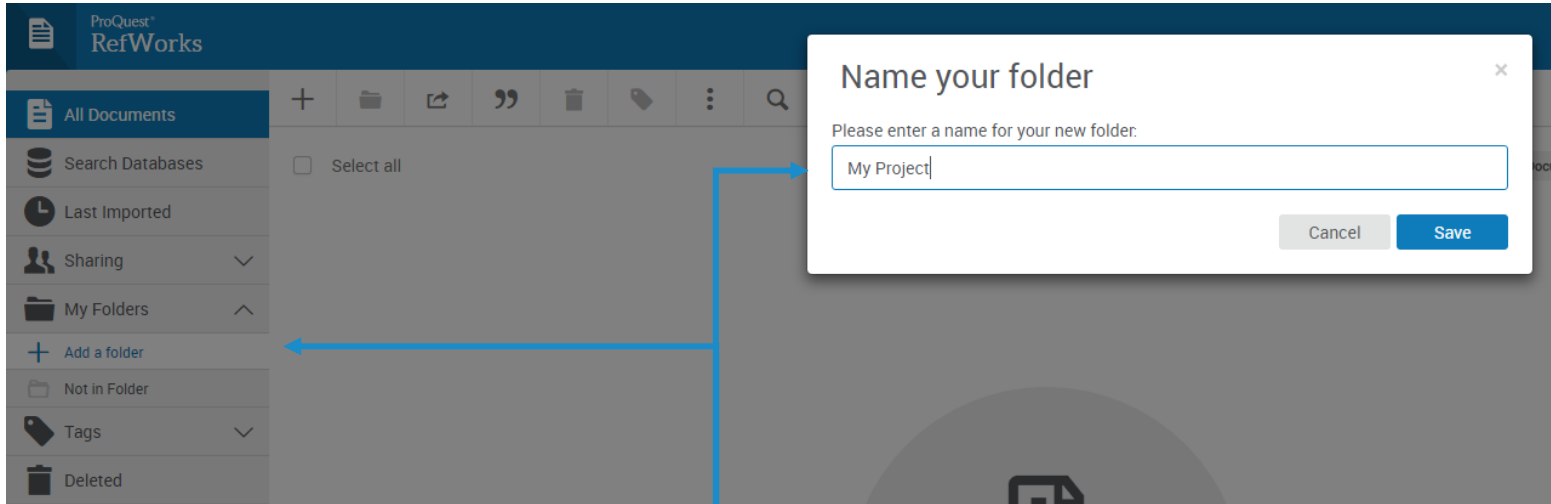 ProQuest®
RefWorks
All Documents
Search Databases
Last Imported
Sharing
My Folders
Add a folder
Not in Folder
Tags
Deleted
Select all
Name your folder
×
Please enter a name for your new folder:
My Project
Cancel
Save